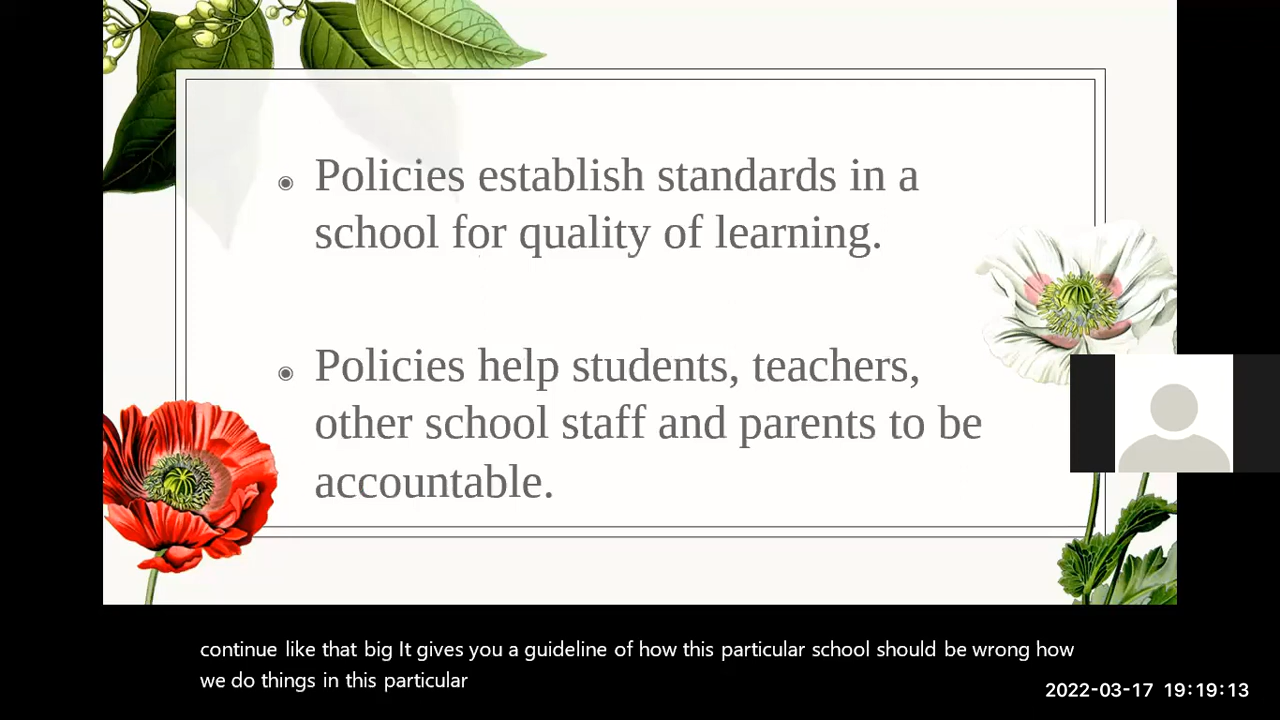 Policies establish standards in a
school for quality of learning.
Policies help students, teachers,
other school staff and parents to be
accountable.
continue like that big It gives you a guideline of how this particular school should be wrong how
we do things in this particular
2022-03-17 19:19:13